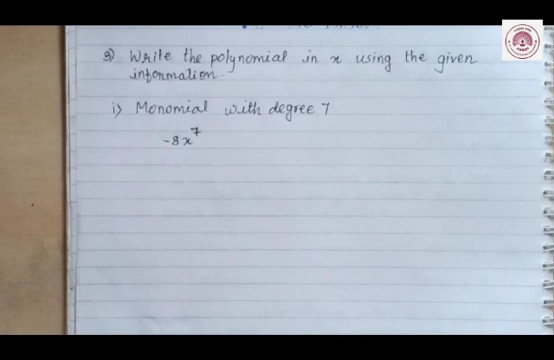 3) Write the polynomial in x using the given
information.
i) Monomial with degree 7
-8x⁷